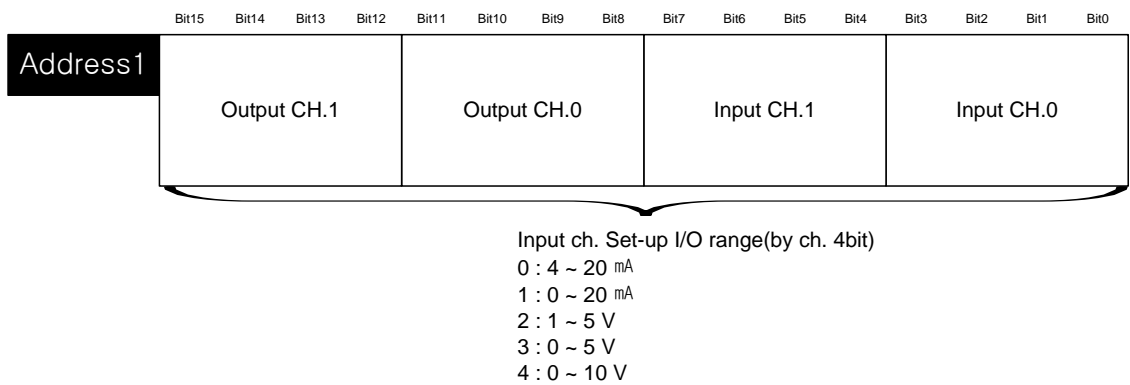 Bit15 Bit14 Bit13 Bit12 Bit11 Bit10 Bit9 Bit8 Bit7 Bit6 Bit5 Bit4 Bit3 Bit2 Bit1 Bit0
Address1
Output CH.1 Output CH.0 Input CH.1 Input CH.0
Input ch. Set-up I/O range(by ch. 4bit)
0 : 4 ~ 20 ㎃
1 : 0 ~ 20 ㎃
2 : 1 ~ 5 V
3 : 0 ~ 5 V
4 : 0 ~ 10 V